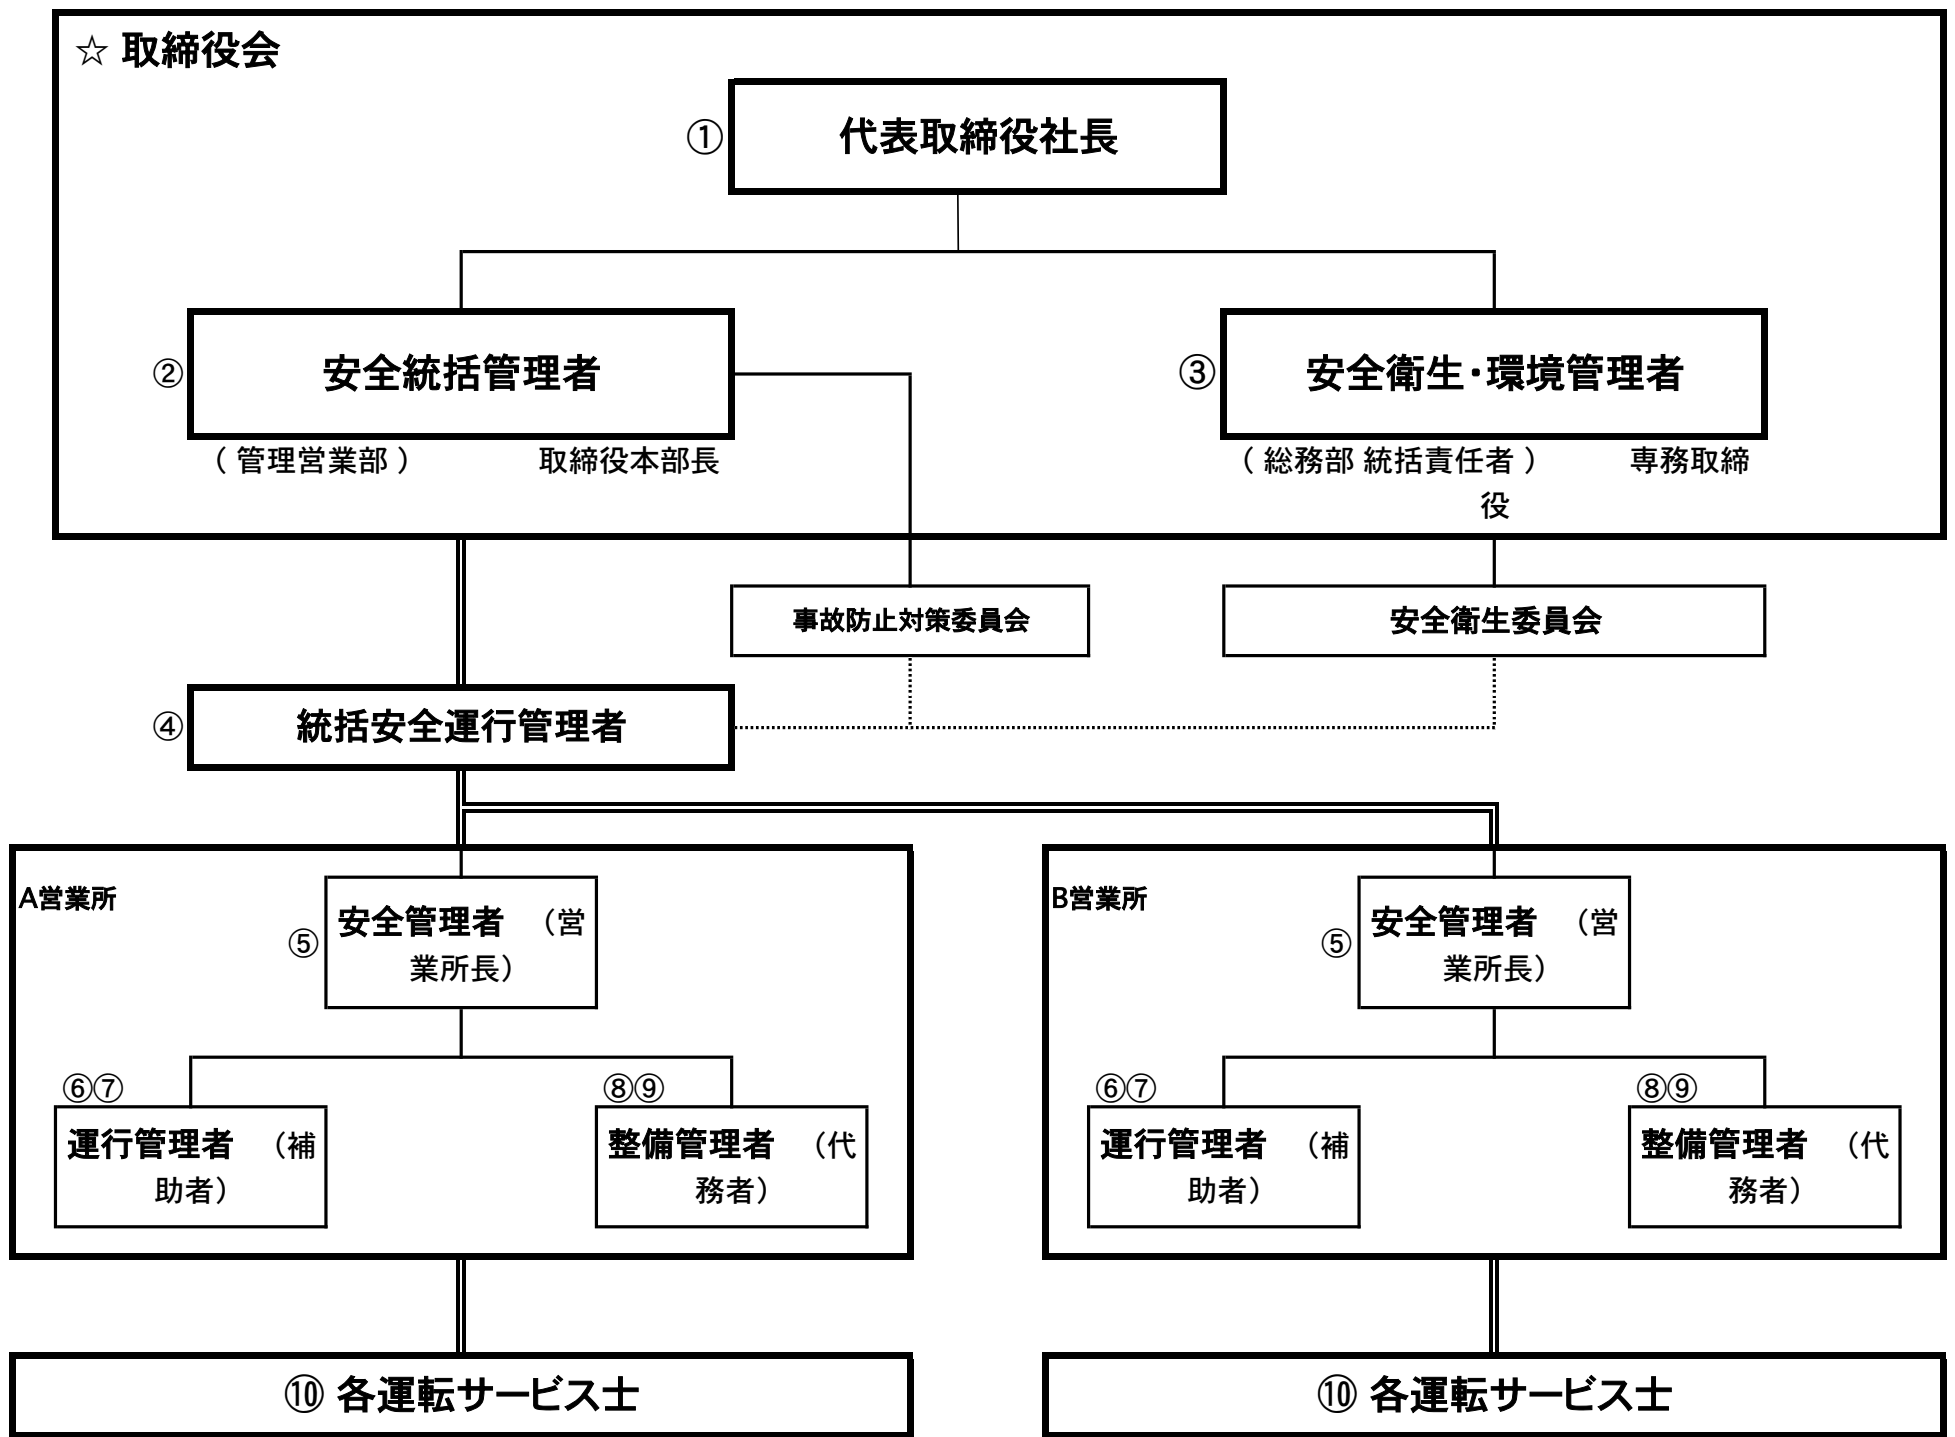 ☆ 取締役会
① 代表取締役社長
② 安全統括管理者
（ 管理営業部 ） 取締役本部長
③ 安全衛生・環境管理者
（ 総務部 統括責任者 ） 専務取締
役
事故防止対策委員会
安全衛生委員会
④ 統括安全運行管理者
A営業所
⑤ 安全管理者 （営
業所長）
⑥⑦
運行管理者 （補
助者）
⑧⑨
整備管理者 （代
務者）
B営業所
⑤ 安全管理者 （営
業所長）
⑥⑦
運行管理者 （補
助者）
⑧⑨
整備管理者 （代
務者）
⑩ 各運転サービス士
⑩ 各運転サービス士